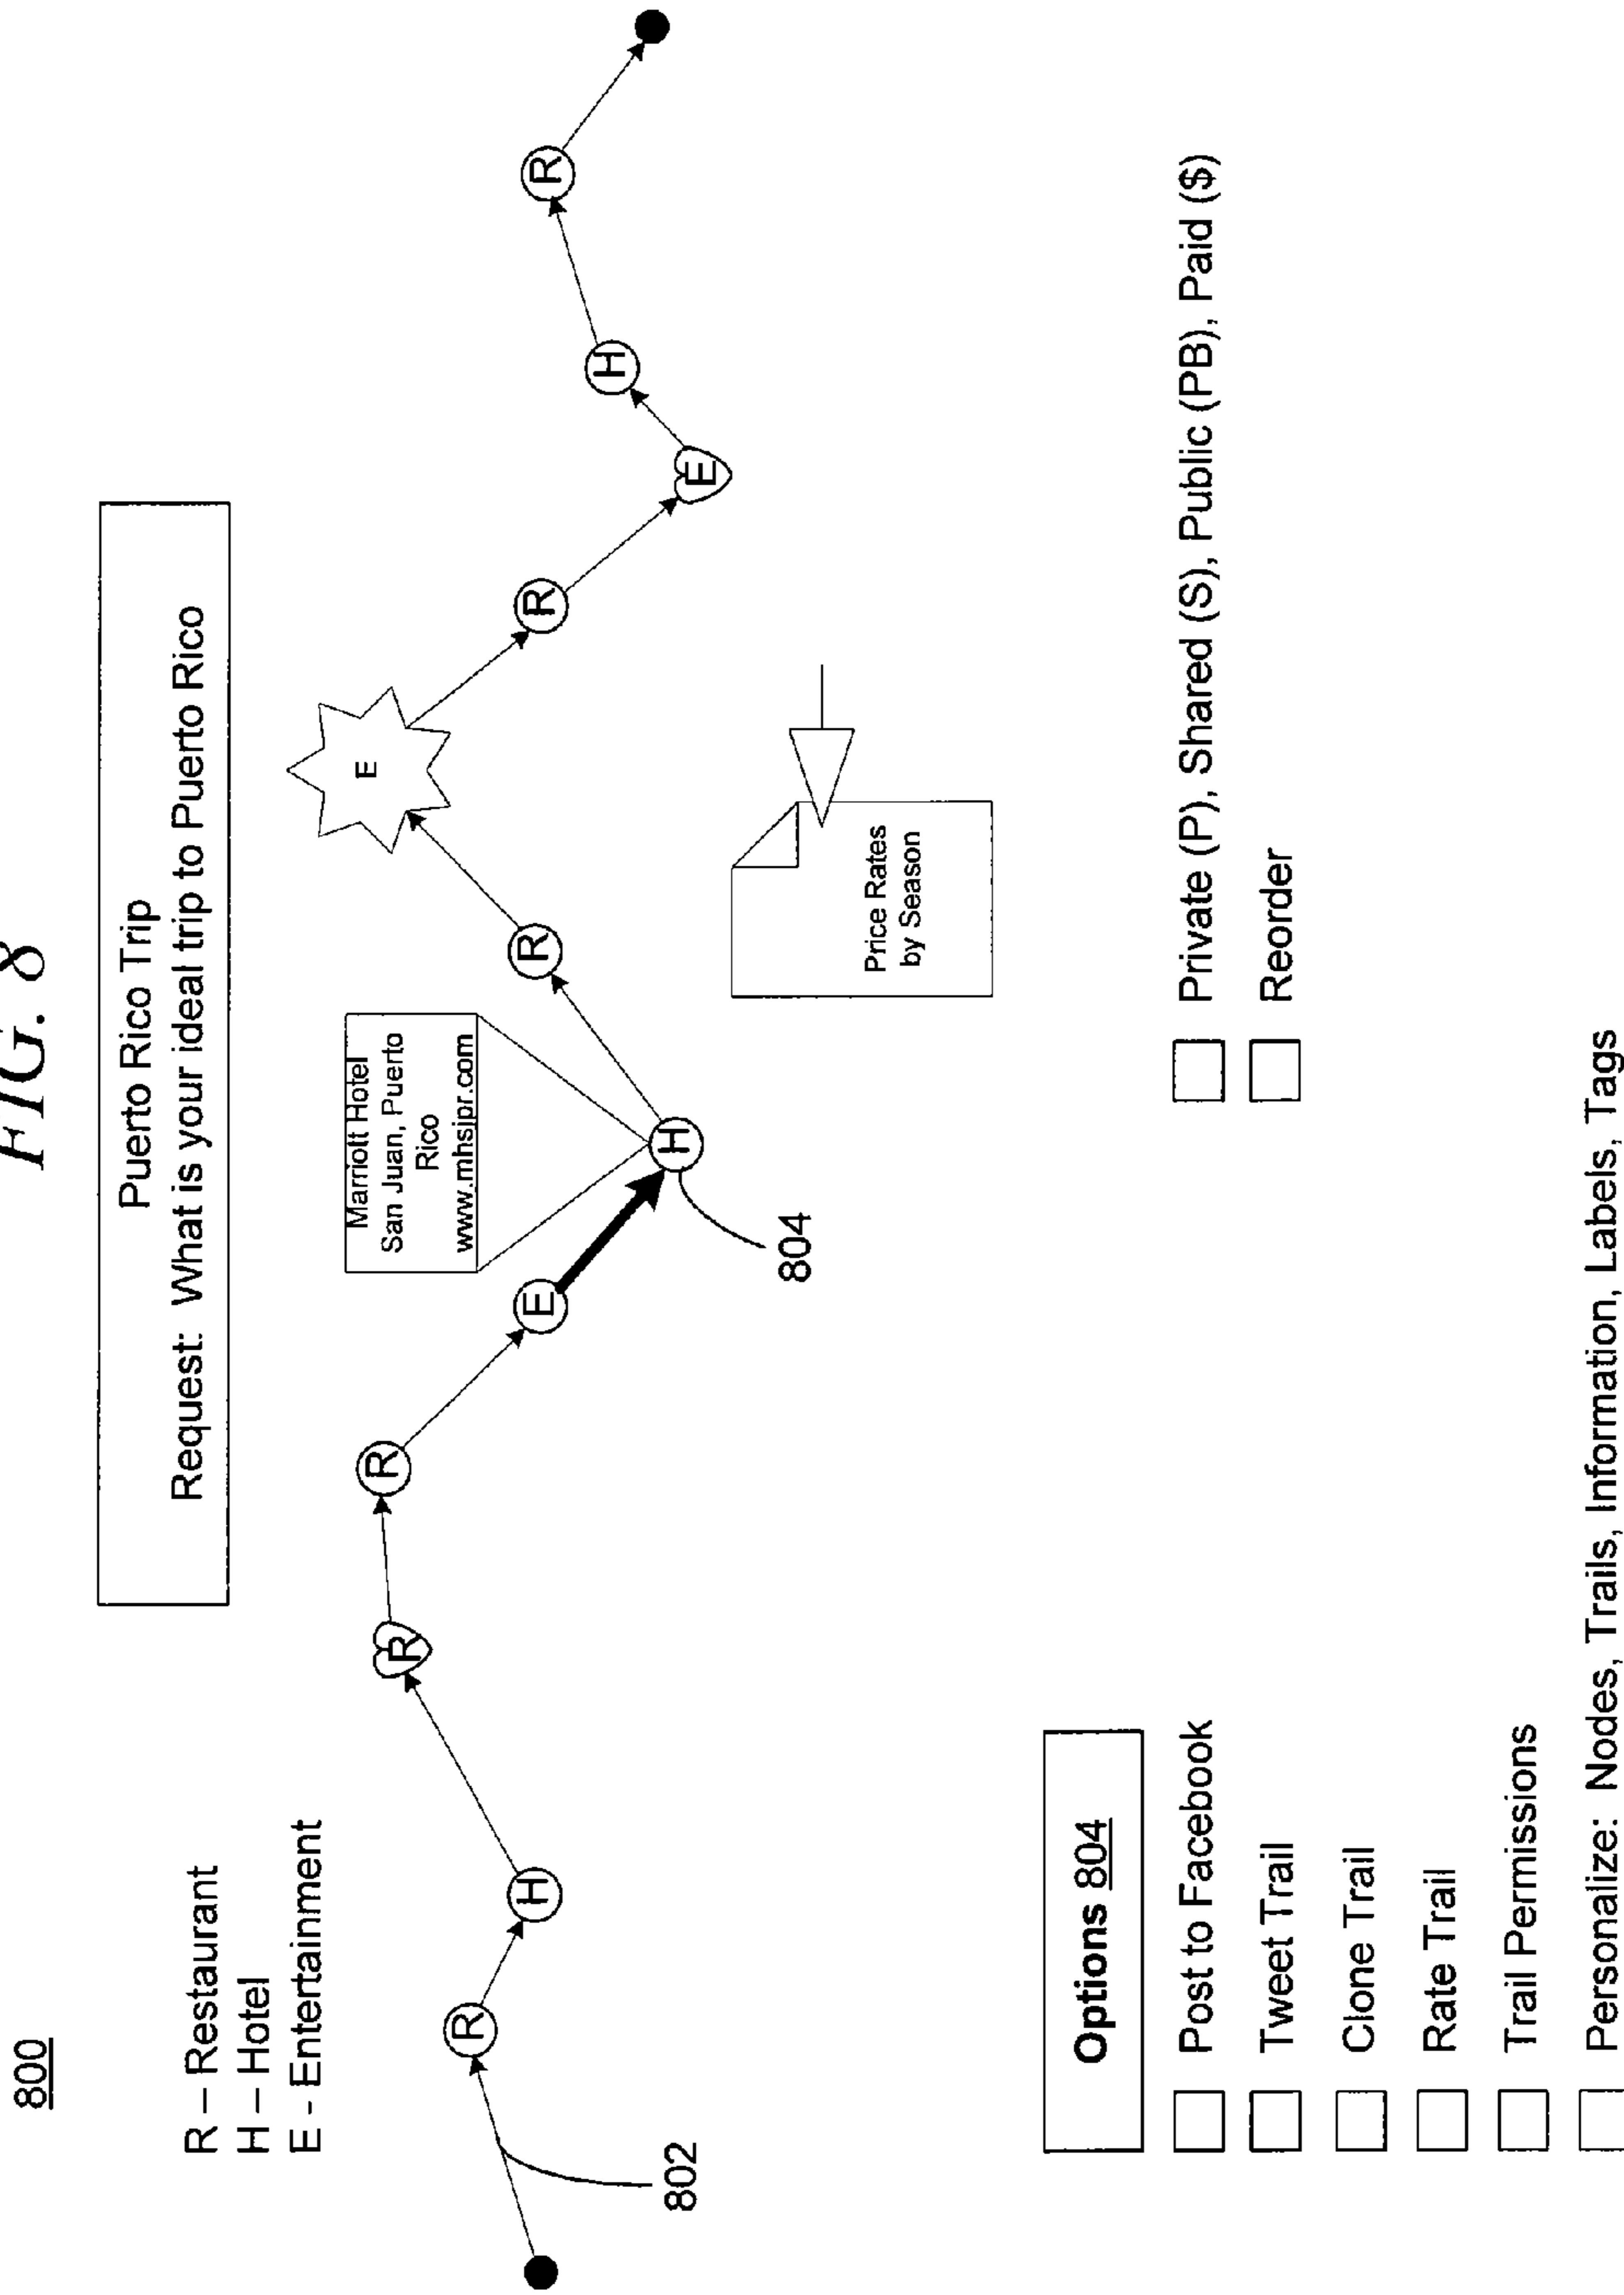 FIG. 8
800
Puerto Rico Trip
Request: What is your ideal trip to Puerto Rico
R – Restaurant
H – Hotel
E - Entertainment
802
R
H
R
R
E
Marriott Hotel
San Juan, Puerto
Rico
www.mhsjpr.com
H
804
R
E
R
E
H
R
Price Rates
by Season
Options 804
Post to Facebook
Tweet Trail
Clone Trail
Rate Trail
Trail Permissions
Personalize: Nodes, Trails, Information, Labels, Tags
Private (P), Shared (S), Public (PB), Paid ($)
Reorder